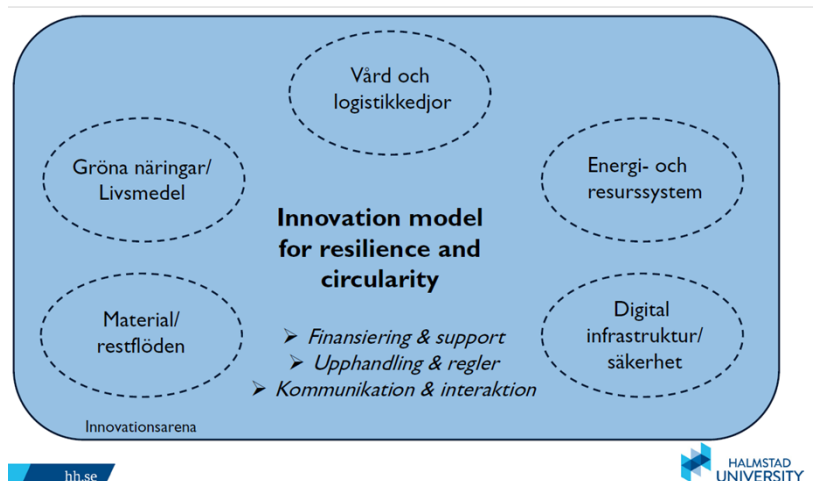 Vård och
logistikkedjor
Gröna näringar/
Livsmedel
Energi- och
resurssystem
Innovation model
for resilience and
circularity
Material/
restflöden
Digital
infrastruktur/
säkerhet
➢ Finansiering & support
➢ Upphandling & regler
➢ Kommunikation & interaktion
Innovationsarena
hh.se
HALMSTAD
UNIVERSITY